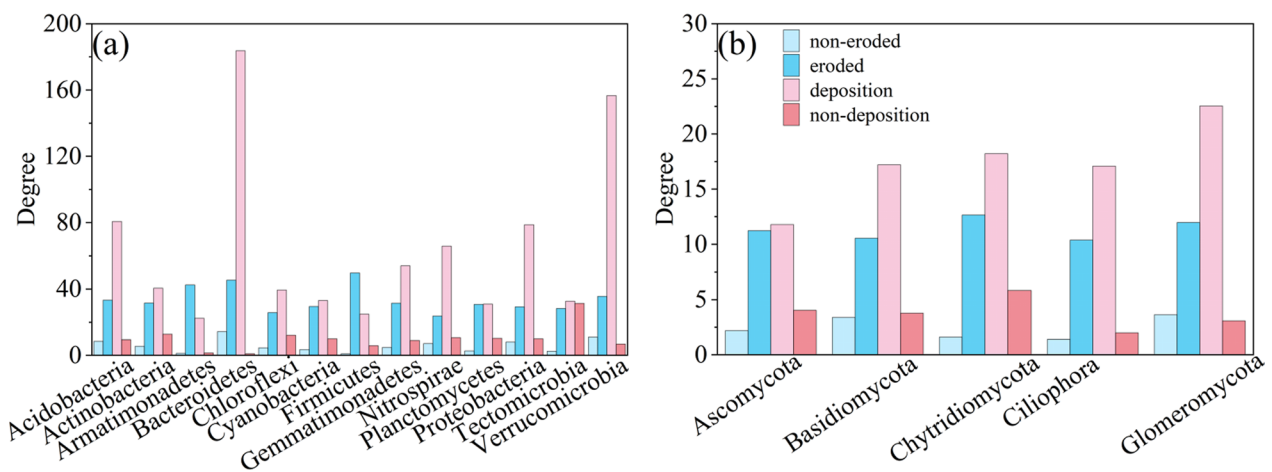 (a)
200
160
120
80
40
0
Degree
Acidobacteria
Actinobacteria
Armatimonadetes
Bacteroidetes
Chloroflexi
Cyanobacteria
Firmicutes
Gemmatimonadetes
Nitrospirae
Planctomycetes
Proteobacteria
Tectomicrobia
Verrucomicrobia
(b)
30
25
20
15
10
5
0
Degree
non-eroded
eroded
deposition
non-deposition
Ascomycota
Basidiomycota
Chytridiomycota
Ciliophora
Glomeromycota